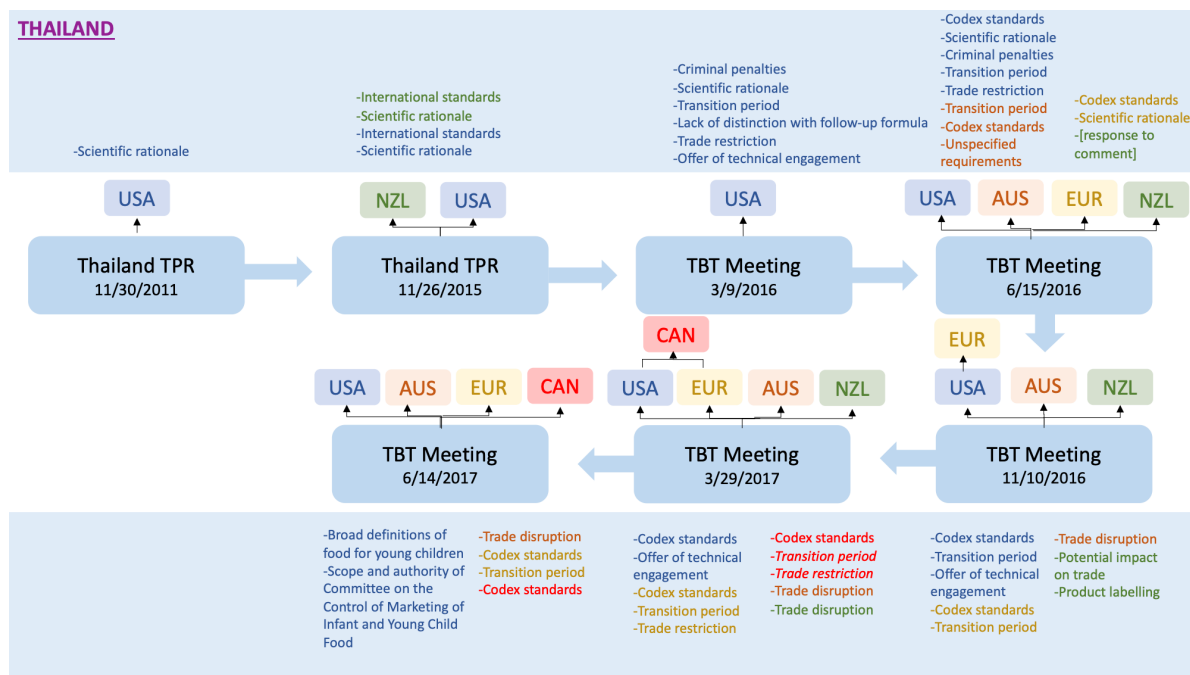 THAILAND
-Scientific rationale
-International standards
-Scientific rationale
-International standards
-Scientific rationale
-Criminal penalties
-Scientific rationale
-Transition period
-Lack of distinction with follow-up formula
-Trade restriction
-Offer of technical engagement
-Codex standards
-Scientific rationale
-Criminal penalties
-Transition period
-Trade restriction
-Transition period
-Codex standards
-Unspecified
requirements
-Codex standards
-Scientific rationale
-[response to
comment]
USA
NZL
USA
USA
USA
AUS
EUR
NZL
Thailand TPR
11/30/2011
Thailand TPR
11/26/2015
TBT Meeting
3/9/2016
TBT Meeting
6/15/2016
EUR
USA
AUS
NZL
TBT Meeting
11/10/2016
CAN
USA
EUR
AUS
NZL
TBT Meeting
3/29/2017
USA
AUS
EUR
CAN
TBT Meeting
6/14/2017
-Broad definitions of
food for young children
-Scope and authority of
Committee on the
Control of Marketing of
Infant and Young Child
Food
-Trade disruption
-Codex standards
-Transition period
-Codex standards
-Codex standards
-Offer of technical
engagement
-Codex standards
-Transition period
-Trade restriction
-Codex standards
-Transition period
-Trade restriction
-Trade disruption
-Trade disruption
-Codex standards
-Transition period
-Offer of technical
engagement
-Codex standards
-Transition period
-Trade disruption
-Potential impact
on trade
-Product labelling